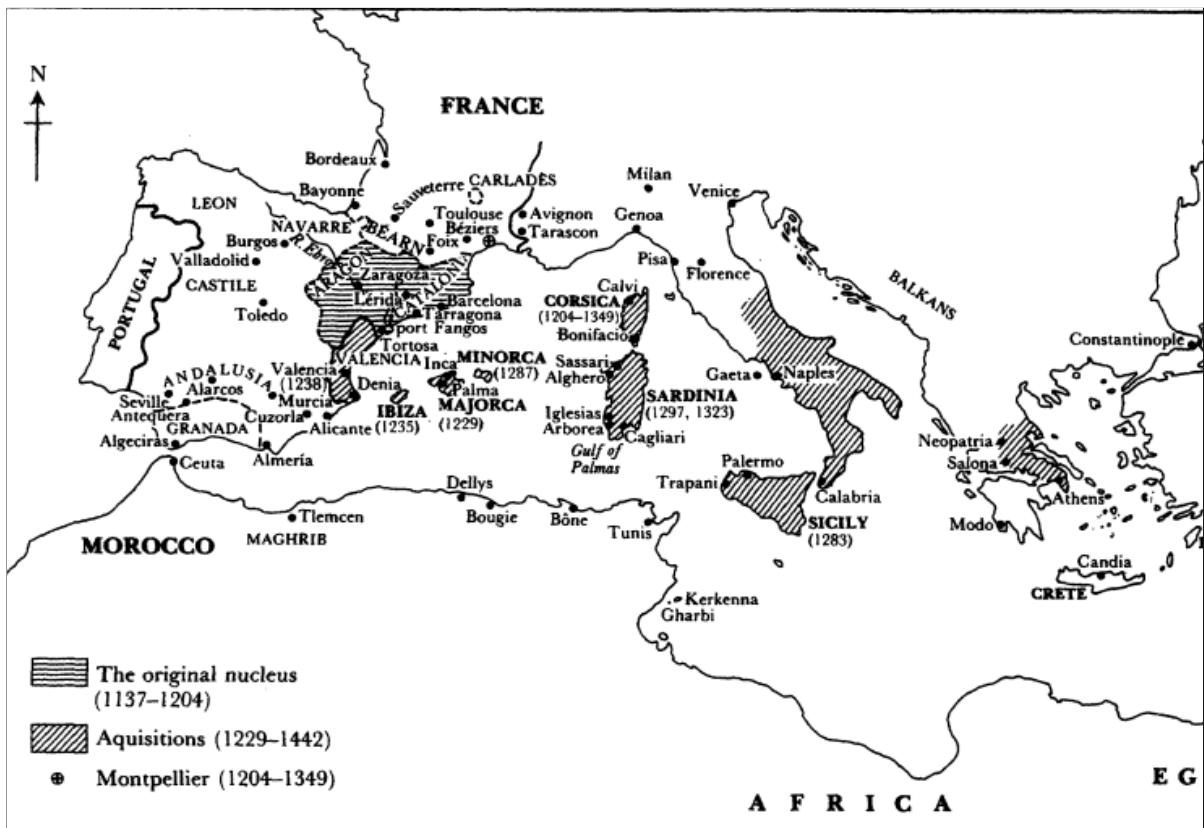 N
FRANCE
Bordeaux
Milan
Venice
CARLADÈS
Sauveterre
Bayonne
LEON
Toulouse
Avignon
Genoa
NAVARRE
BÉARN
Béziers
Tarascon
Burgos
R. Ebro
Foix
Pisa
Florence
Valladolid
ARAGON
Zaragoza
CATALONIA
BALKANS
CASTILE
Lérida
Barcelona
Calvi
CORSICA
(1204–1349)
PORTUGAL
Toledo
Tarragona
Port Fangos
Bonifacio
Constantinople
Tortosa
VALENCIA
Inca
MINORCA
(1287)
Sassari
Alghero
Gaeta
Naples
ANDALUSIA
Valencia
(1238)
Alarcos
Denia
Palma
MAJORCA
(1229)
SARDINIA
(1297, 1323)
Seville
Antequera
Murcia
IBIZA
(1235)
Iglesias
Arborea
Cuzorla
GRANADA
Alicante
Cagliari
Neopatria
Algeciras
Almería
Gulf of
Palmas
Salona
Ceuta
Palermo
Dellys
Trapani
Calabria
Athens
Tlemcen
Bougie
Bône
Tunis
SICILY
(1283)
Modo
MOROCCO
MAGHRIB
Candia
CRETE
Kerkenna
Gharbi
The original nucleus
(1137–1204)
Aquisitions (1229–1442)
Montpellier (1204–1349)
EG
AFRICA